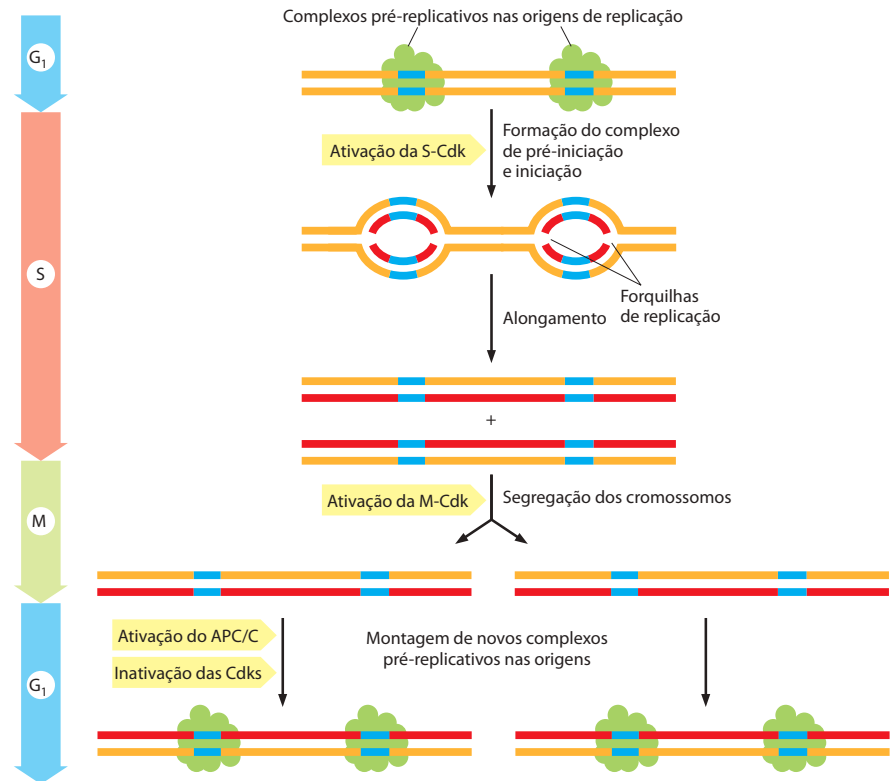 Complexos pré-replicativos nas origens de replicação
G1
Ativação da S-Cdk
Formação do complexo
de pré-iniciação
e iniciação
S
Forquilhas
de replicação
Alongamento
+
M
Ativação da M-Cdk
Segregação dos cromossomos
Ativação do APC/C
Inativação das Cdks
Montagem de novos complexos
pré-replicativos nas origens
G1